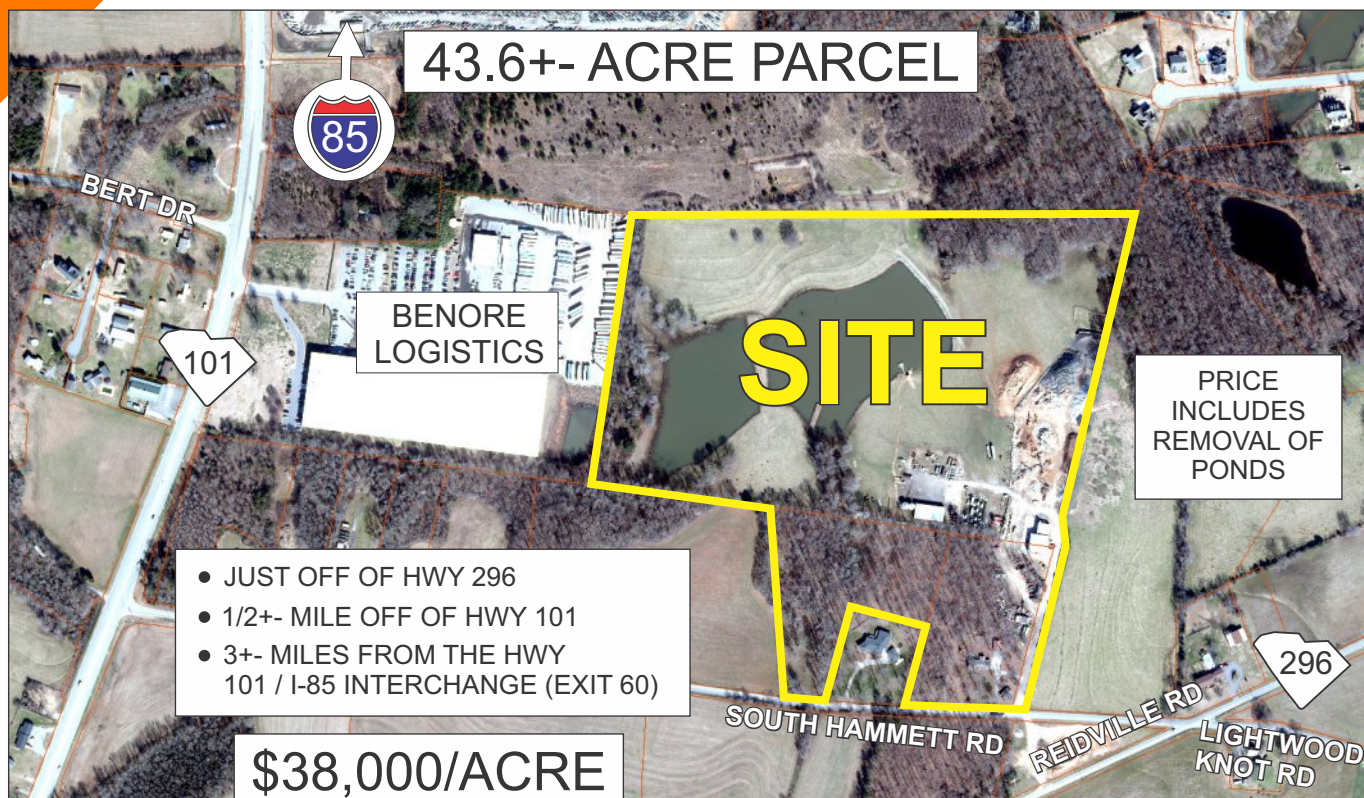 43.6+- ACRE PARCEL
85
BERT DR
BENORE
LOGISTICS
101
SITE
PRICE
INCLUDES
REMOVAL OF
PONDS
● JUST OFF OF HWY 296
● 1/2+- MILE OFF OF HWY 101
● 3+- MILES FROM THE HWY
101 / I-85 INTERCHANGE (EXIT 60)
296
SOUTH HAMMETT RD
REIDVILLE RD
LIGHTWOOD
KNOT RD
$38,000/ACRE